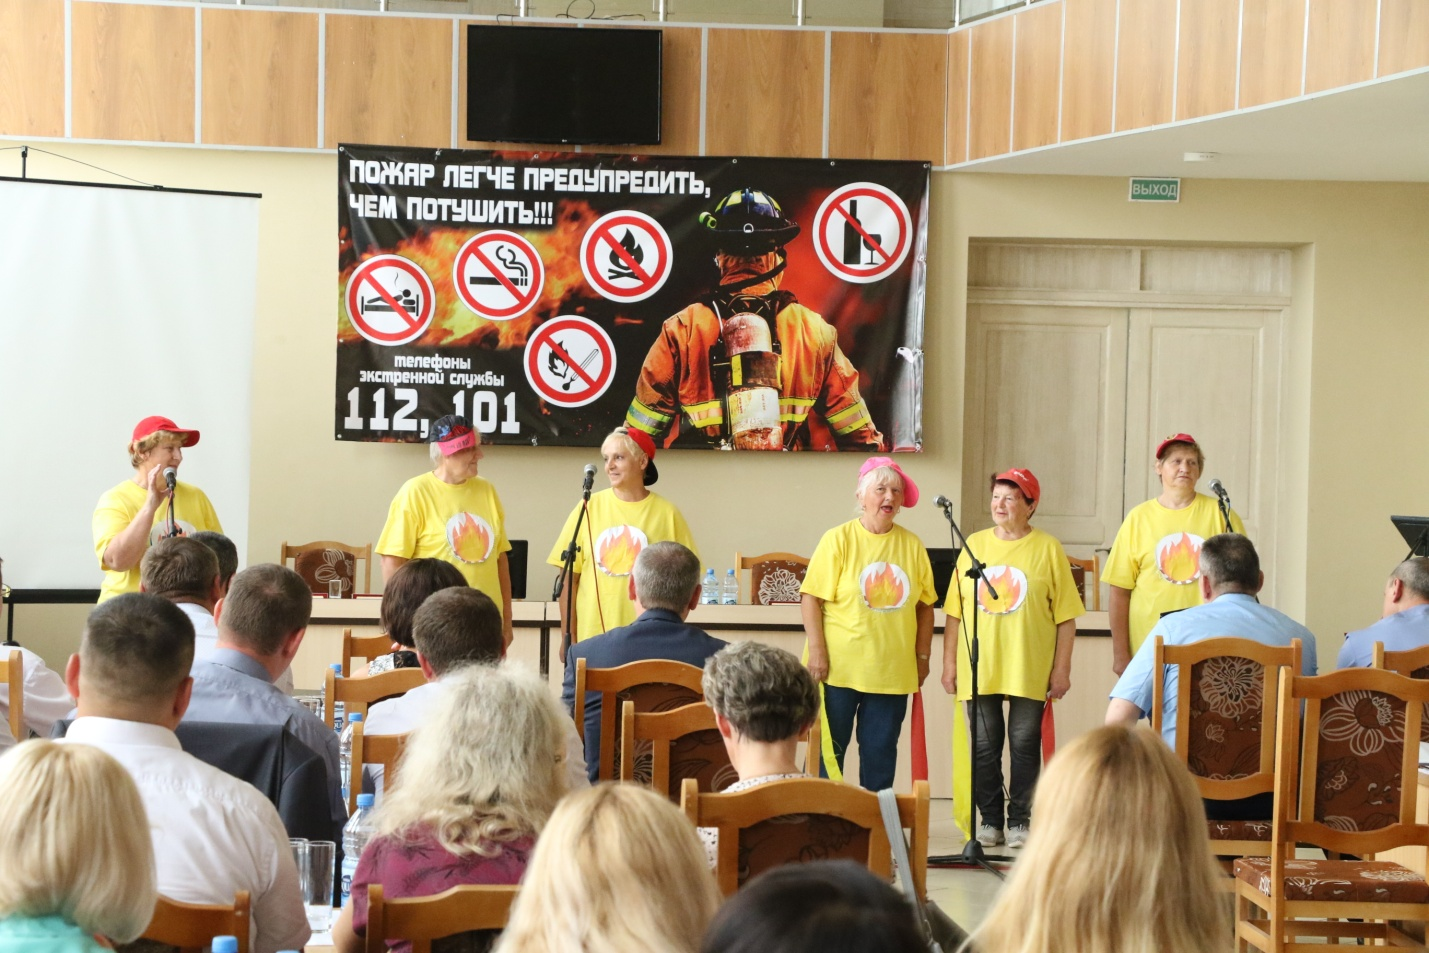 ПОЖАР ЛЕГЧЕ ПРЕДУПРЕДИТЬ,
ЧЕМ ПОТУШИТЬ!!!
ВЫХОД
телефоны
экстренной службы
112, 101